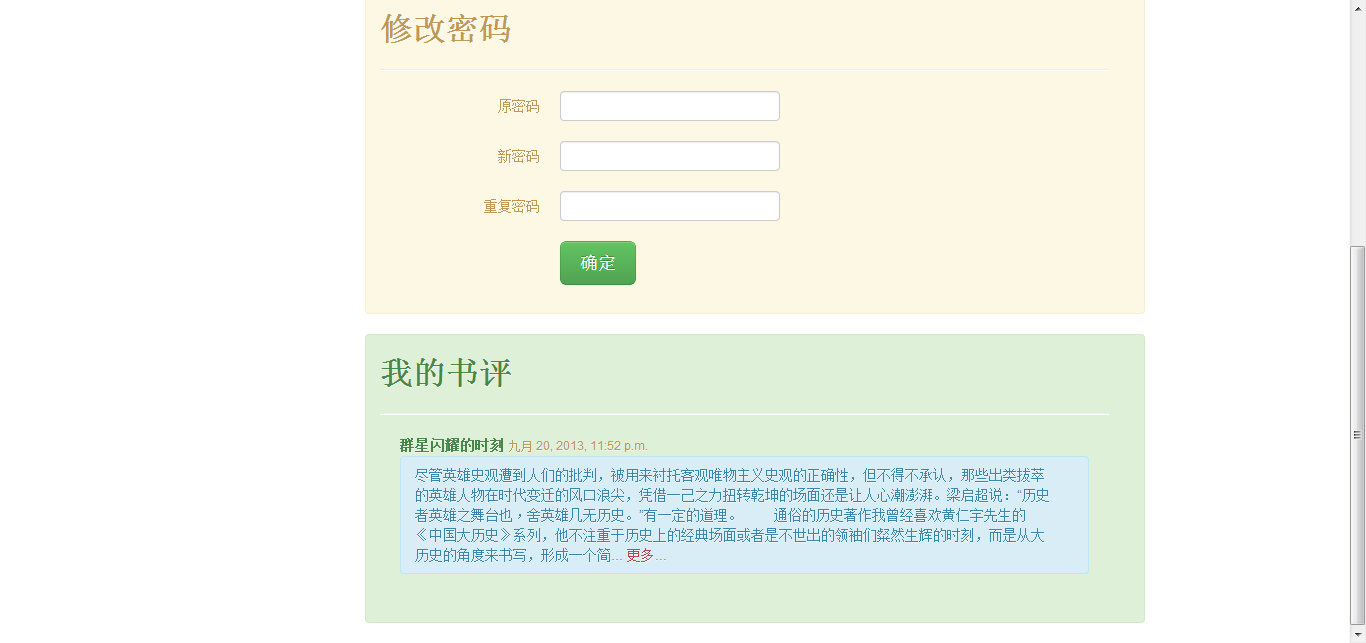 修改密码
原密码
新密码
重复密码
确定
我的书评
群星闪耀的时刻 九月 20, 2013, 11:52 p.m.
尽管英雄史观遭到人们的批判，被用来衬托客观唯物主义史观的正确性，但不得不承认，那些出类拔萃
的英雄人物在时代变迁的风口浪尖，凭借一己之力扭转乾坤的场面还是让人心潮澎湃。梁启超说：“历史
者英雄之舞台也，舍英雄几无历史。”有一定的道理。 通俗的历史著作我曾经喜欢黄仁宇先生的
《中国大历史》系列，他不注重于历史上的经典场面或者是不世出的领袖们粲然生辉的时刻，而是从大
历史的角度来书写，形成一个简... 更多...